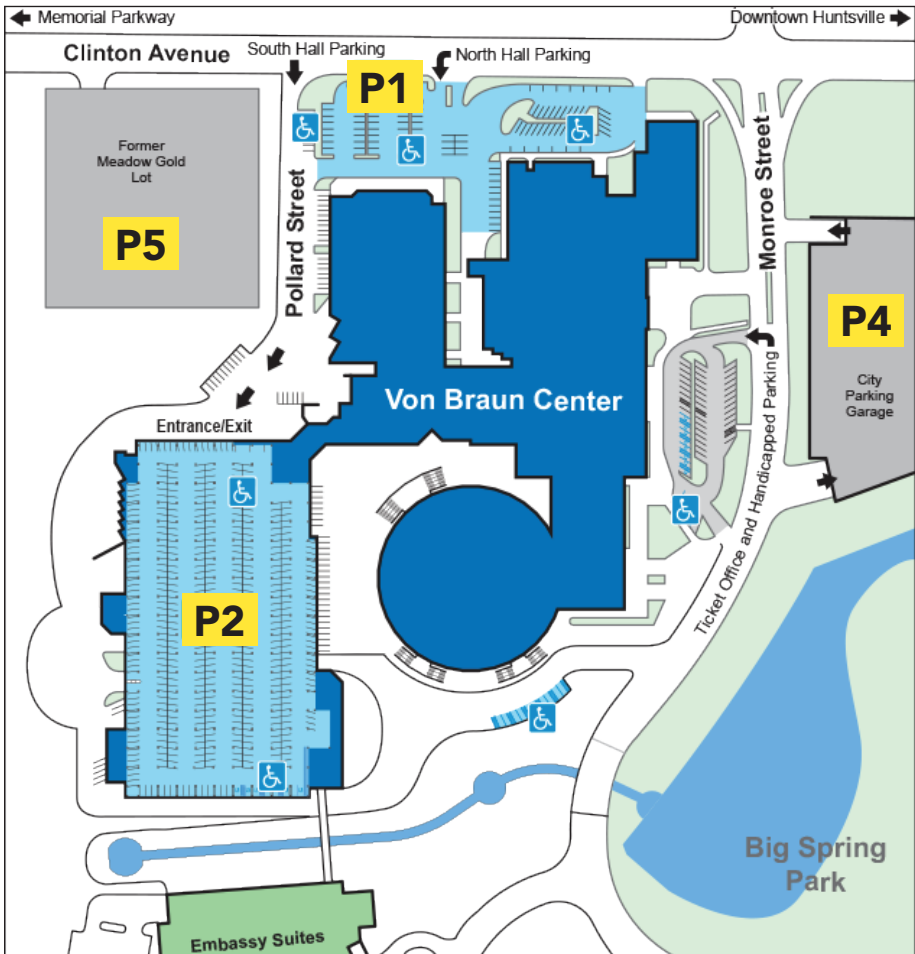 Memorial Parkway
Downtown Huntsville
Clinton Avenue
South Hall Parking
North Hall Parking
P1
Former
Meadow Gold
Lot
P5
Pollard Street
Monroe Street
P4
City
Parking
Garage
Von Braun Center
Entrance/Exit
Ticket Office and Handicapped Parking
P2
Big Spring
Park
Embassy Suites